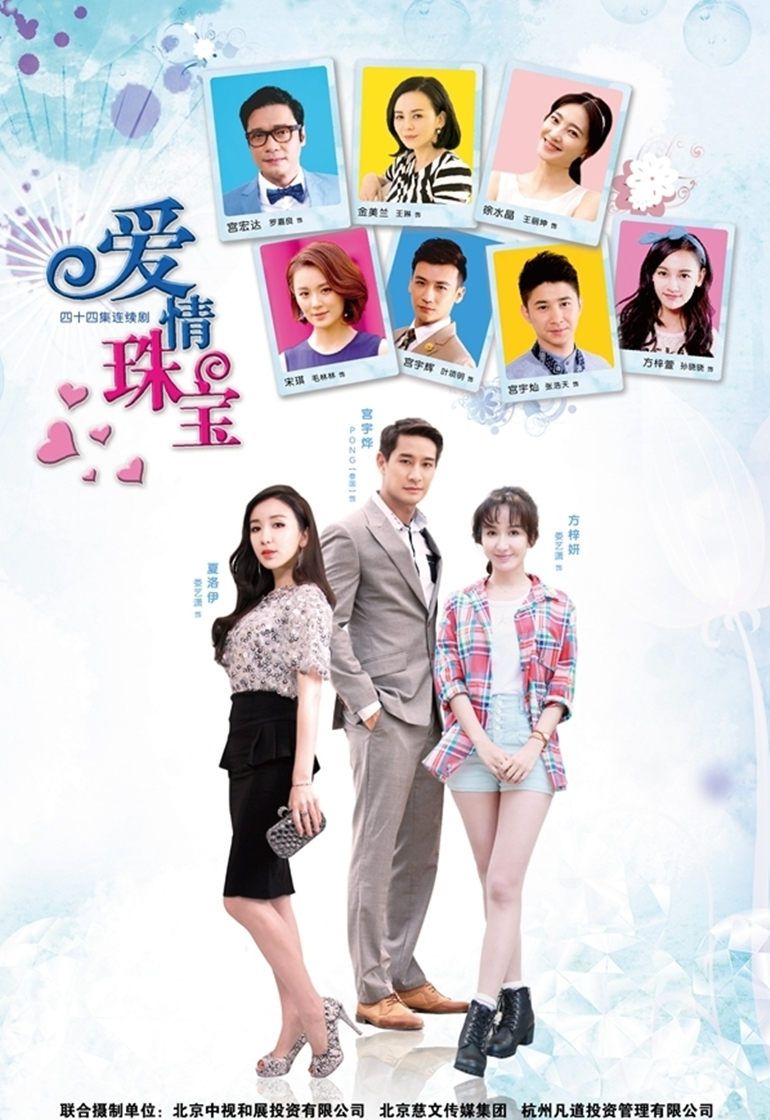 宫宏达 罗嘉良 饰
金美兰 王琳 饰
徐水晶 王丽坤 饰
爱情珠宝
四十四集连续剧
宋琪 毛林林 饰
宫宇辉 叶项明 饰
宫宇灿 张浩天 饰
方梓萱 孙骁骁 饰
宫宇烨
PONG(泰国) 饰
夏洛伊
娄艺潇 饰
方梓妍
娄艺潇 饰
联合摄制单位：北京中视和展投资有限公司 北京慈文传媒集团 杭州凡道投资管理有限公司